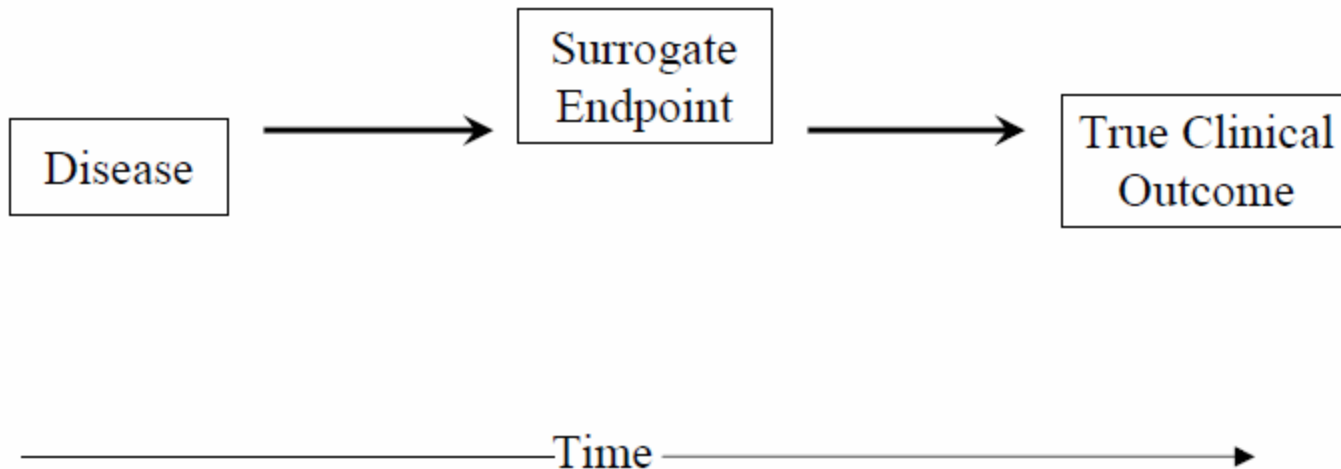 Disease
Surrogate
Endpoint
True Clinical
Outcome
Time